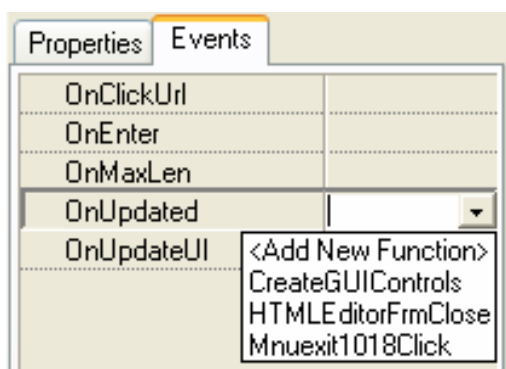 Properties Events
OnClickUrl
OnEnter
OnMaxLen
OnUpdated
OnUpdateUI
<Add New Function>
CreateGUIControls
HTMLEditorFrmClose
Mnuexit1018Click